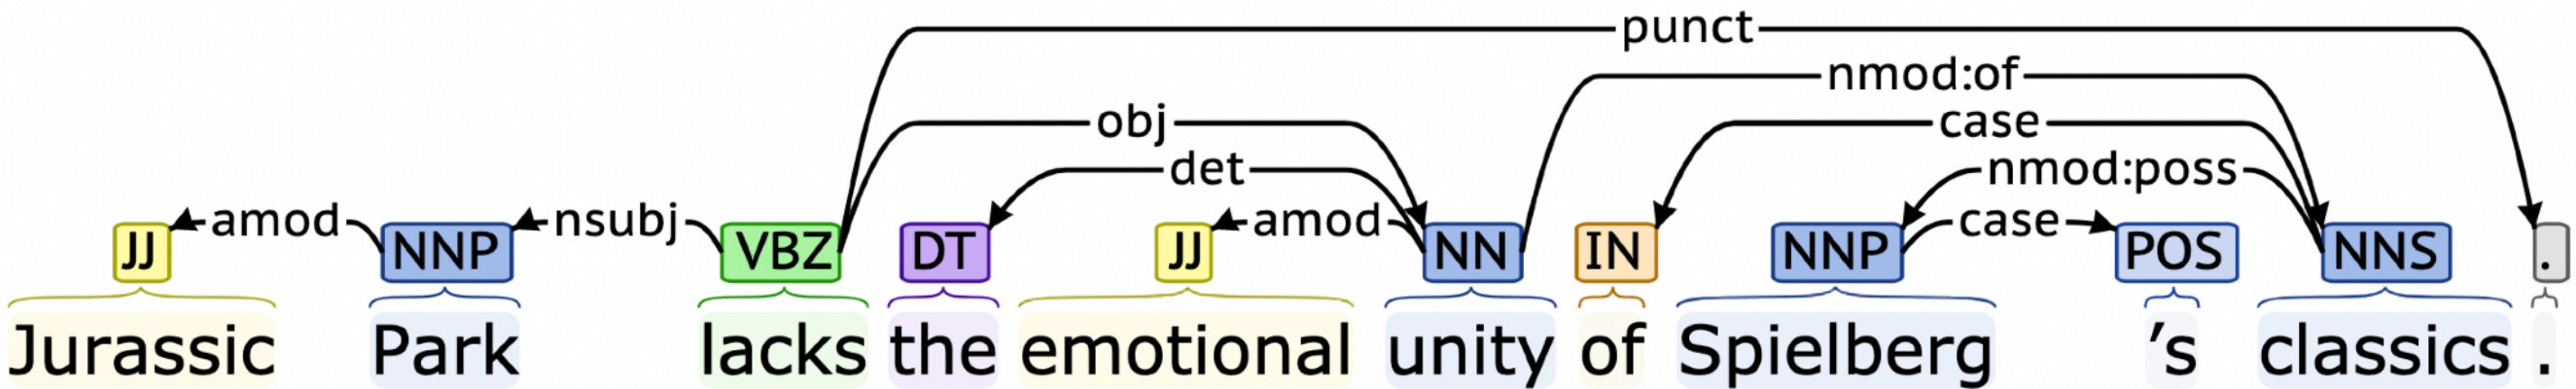 punct
nmod:of
obj case
det nmod:poss
amod nsubj amod case
JJ NNP VBZ DT JJ NN IN NNP POS NNS .
Jurassic Park lacks the emotional unity of Spielberg 's classics .